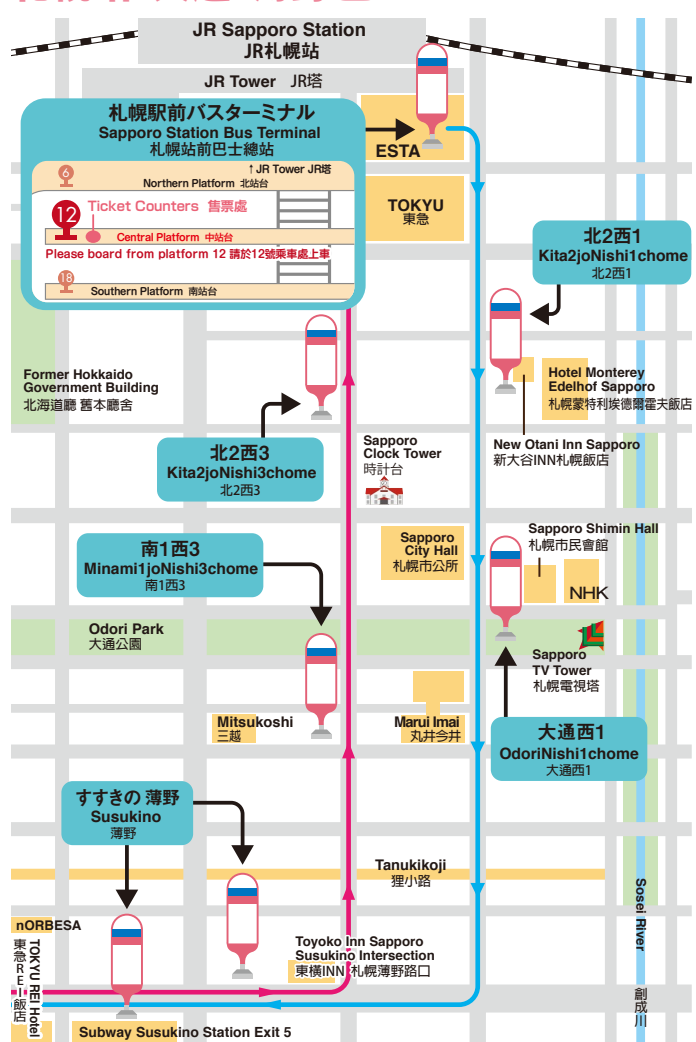 JR Sapporo Station
JR札幌站
JR Tower JR塔
札幌駅前バスターミナル
Sapporo Station Bus Terminal
札幌站前巴士總站
6
↑JR Tower JR塔
Northern Platform 北站台
12
Ticket Counters 售票處
Central Platform 中站台
Please board from platform 12 請於12號乘車處上車
18
Southern Platform 南站台
ESTA
TOKYU
東急
北2西1
Kita2joNishi1chome
北2西1
Former Hokkaido
Government Building
北海道廳 舊本廳舎
Hotel Monterey
Edelhof Sapporo
札幌蒙特利埃德爾霍夫飯店
New Otani Inn Sapporo
新大谷INN札幌飯店
北2西3
Kita2joNishi3chome
北2西3
Sapporo
Clock Tower
時計台
南1西3
Minami1joNishi3chome
南1西3
Sapporo
City Hall
札幌市公所
Sapporo Shimin Hall
札幌市民會館
NHK
Odori Park
大通公園
Sapporo
TV Tower
札幌電視塔
Mitsukoshi
三越
Marui Imai
丸井今井
大通西1
OdoriNishi1chome
大通西1
すすきの 薄野
Susukino
薄野
Tanukikoji
狸小路
Sosei River
創成川
nORBESA
TOKYU REI Hotel
東急REI飯店
Toyoko Inn Sapporo
Susukino Intersection
東橫INN 札幌薄野路口
Subway Susukino Station Exit 5